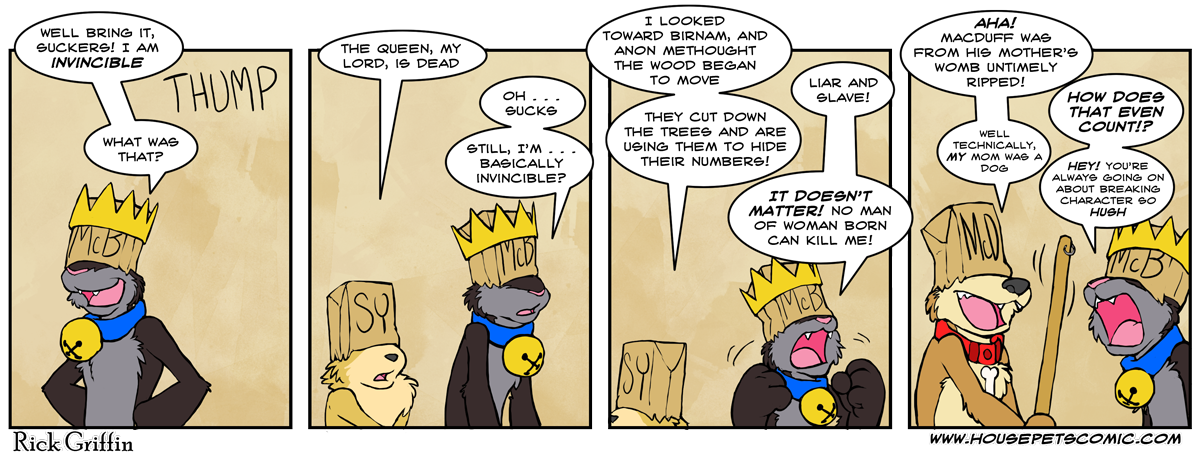 WELL BRING IT,
SUCKERS! I AM
INVINCIBLE
THUMP
WHAT WAS
THAT?
McB
THE QUEEN, MY
LORD, IS DEAD
OH . . .
SUCKS
STILL, I'M . . .
BASICALLY
INVINCIBLE?
SY
McB
I LOOKED
TOWARD BIRNAM, AND
ANON METHOUGHT
THE WOOD BEGAN
TO MOVE
THEY CUT DOWN
THE TREES AND ARE
USING THEM TO HIDE
THEIR NUMBERS!
LIAR AND
SLAVE!
IT DOESN'T
MATTER! NO MAN
OF WOMAN BORN
CAN KILL ME!
SY
McB
AHA!
MACDUFF WAS
FROM HIS MOTHER'S
WOMB UNTIMELY
RIPPED!
HOW DOES
THAT EVEN
COUNT!?
WELL
TECHNICALLY,
MY MOM WAS A
DOG
HEY! YOU'RE
ALWAYS GOING ON
ABOUT BREAKING
CHARACTER SO
HUSH
McD
McB
Rick Griffin
WWW.HOUSEPETSCOMIC.COM